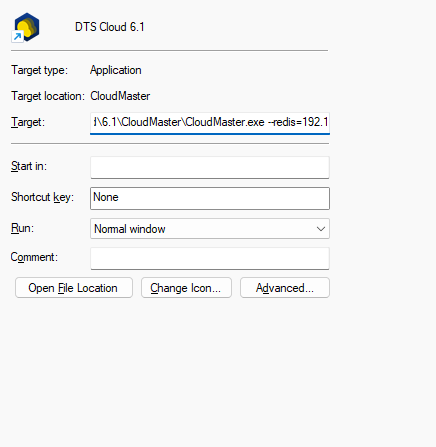 DTS Cloud 6.1
Target type: Application
Target location: CloudMaster
Target: \6.1\CloudMaster\CloudMaster.exe --redis=192.1
Start in:
Shortcut key: None
Run: Normal window
Comment:
Open File Location Change Icon... Advanced...